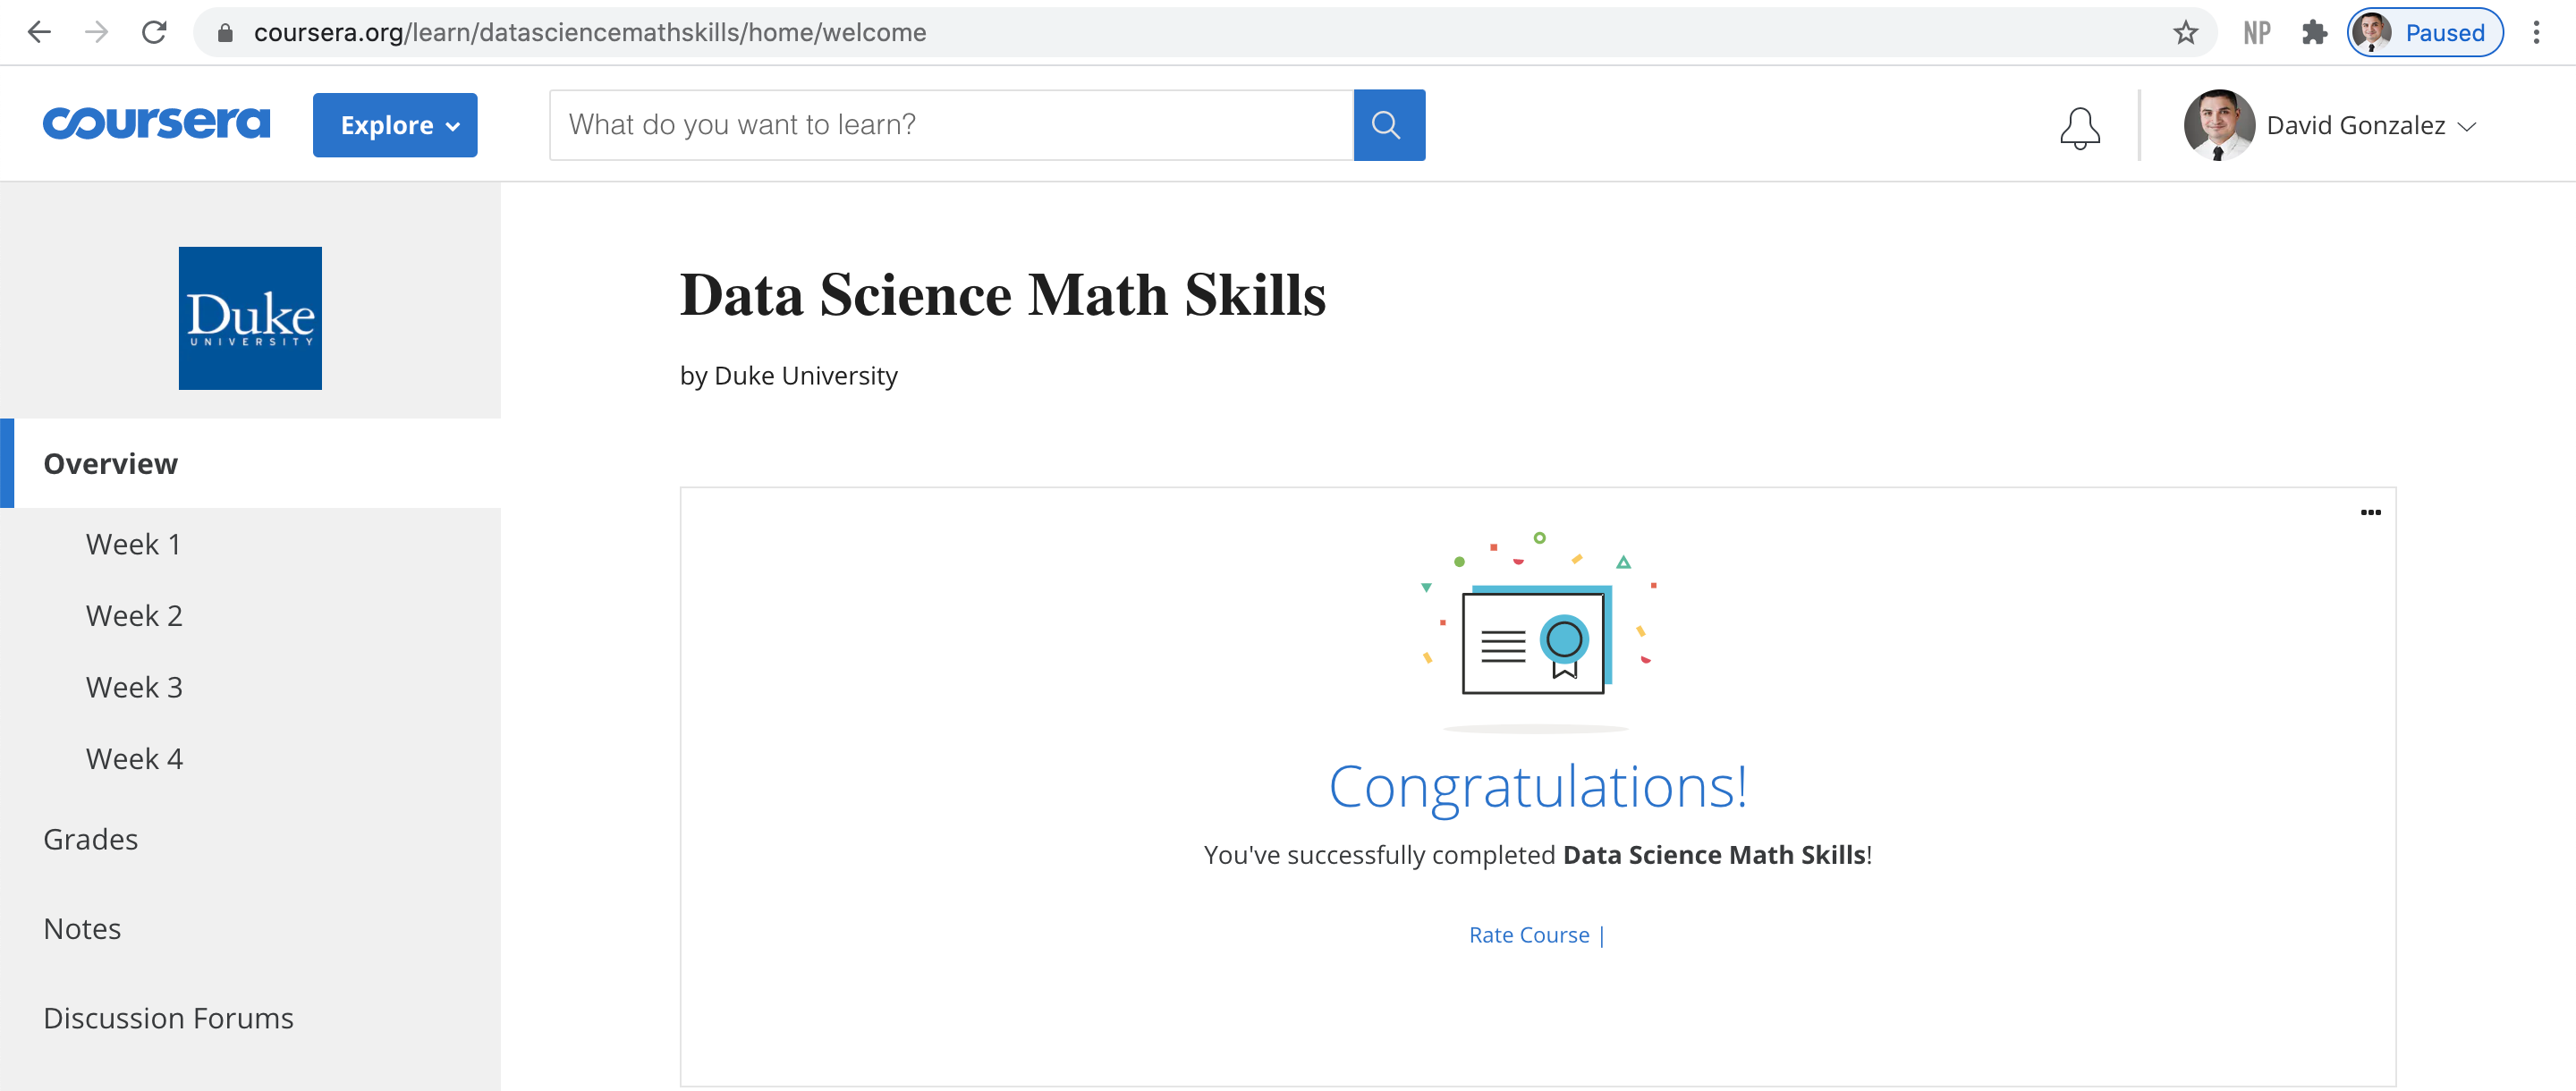 coursera.org/learn/datasciencemathskills/home/welcome
NP
Paused
coursera
Explore
What do you want to learn?
David Gonzalez
Duke
UNIVERSITY
Data Science Math Skills
by Duke University
Overview
Week 1
Week 2
Week 3
Week 4
Grades
Notes
Discussion Forums
Congratulations!
You've successfully completed Data Science Math Skills!
Rate Course |